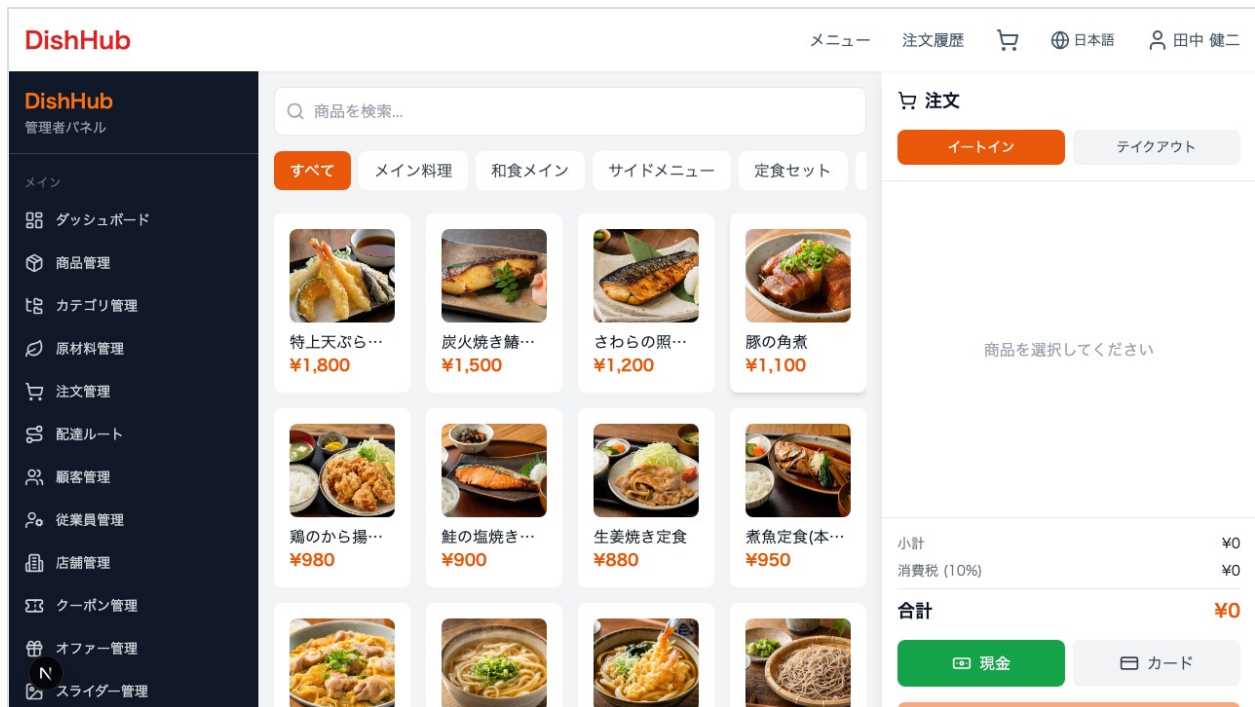 DishHub
メニュー
注文履歴
日本語
田中 健二
DishHub
管理者パネル
メイン
ダッシュボード
商品管理
カテゴリ管理
原材料管理
注文管理
配達ルート
顧客管理
従業員管理
店舗管理
クーポン管理
オファー管理
スライダー管理
N
商品を検索...
すべて
メイン料理
和食メイン
サイドメニュー
定食セット
特上天ぷら…
¥1,800
炭火焼き鰆…
¥1,500
さわらの照…
¥1,200
豚の角煮
¥1,100
鶏のから揚…
¥980
鮭の塩焼き…
¥900
生姜焼き定食
¥880
煮魚定食(本…
¥950
注文
イートイン
テイクアウト
商品を選択してください
小計
¥0
消費税 (10%)
¥0
合計
¥0
現金
カード